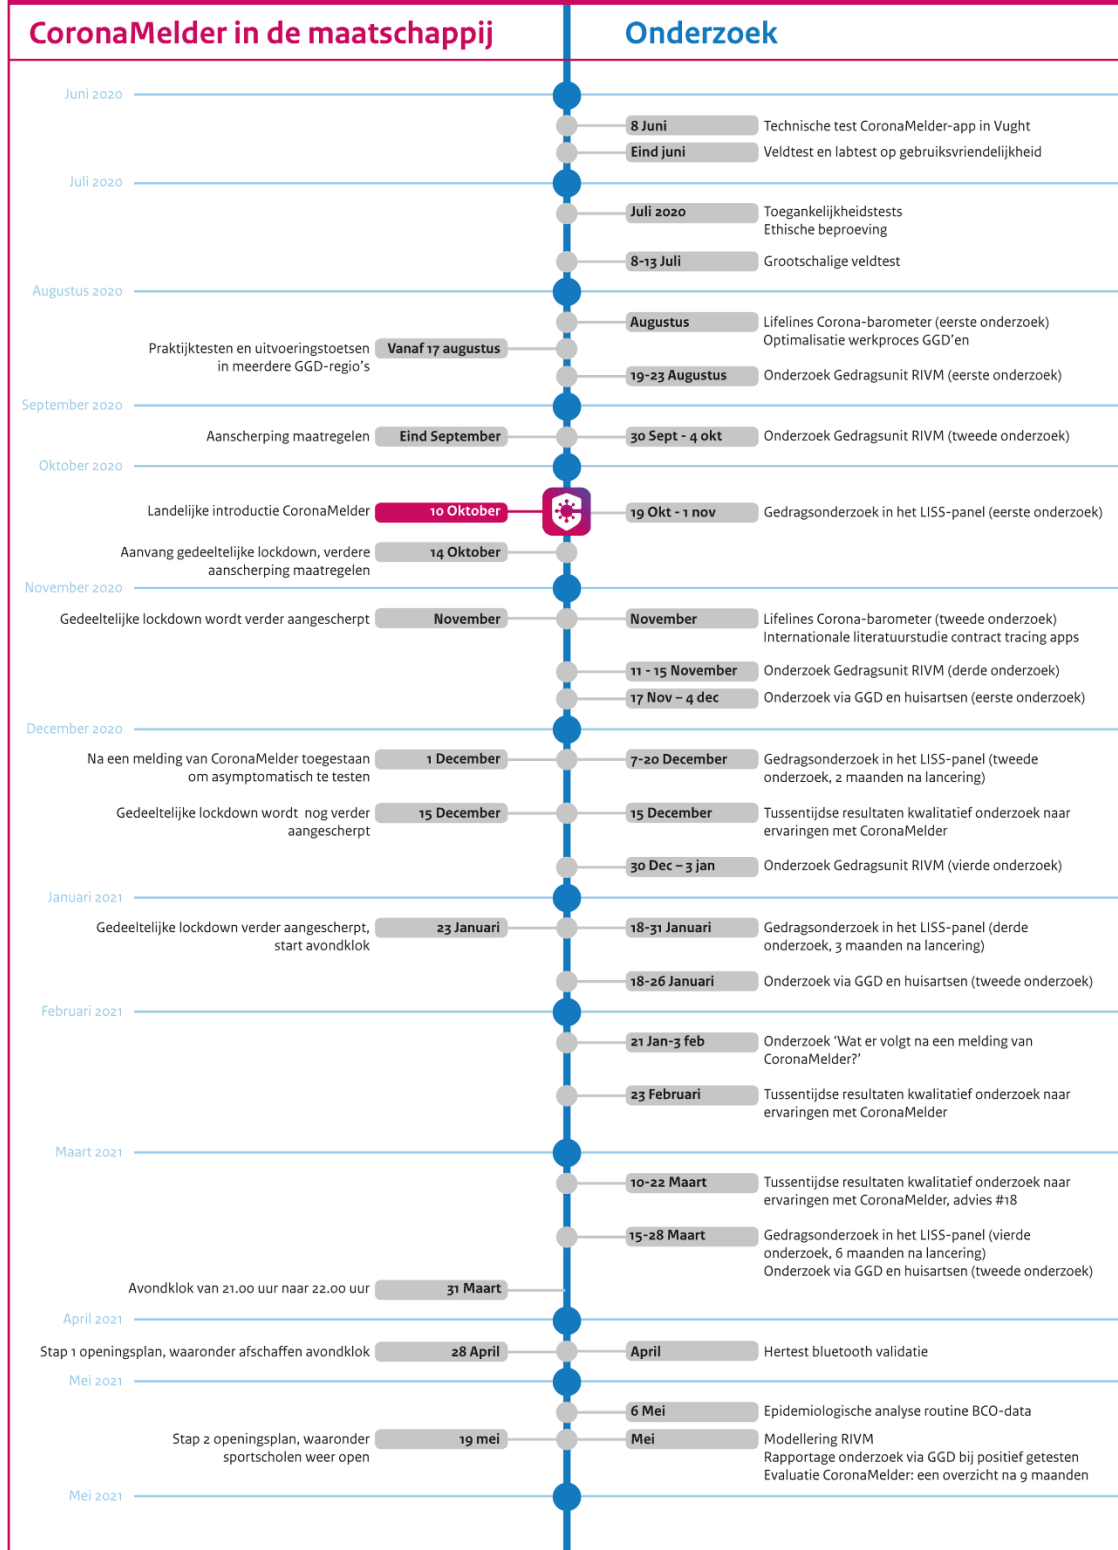 CoronaMelder in de maatschappij
Onderzoek
Juni 2020
8 Juni
Technische test CoronaMelder-app in Vught
Eind juni
Veldtest en labtest op gebruiksvriendelijkheid
Juli 2020
Juli 2020
Toegankelijkheidstests
Ethische beproeving
8-13 Juli
Grootschalige veldtest
Augustus 2020
Augustus
Lifelines Corona-barometer (eerste onderzoek)
Optimalisatie werkproces GGD'en
Praktijktesten en uitvoeringstoetsen
in meerdere GGD-regio's
Vanaf 17 augustus
19-23 Augustus
Onderzoek Gedragsunit RIVM (eerste onderzoek)
September 2020
Aanscherping maatregelen
Eind September
30 Sept - 4 okt
Onderzoek Gedragsunit RIVM (tweede onderzoek)
Oktober 2020
Landelijke introductie CoronaMelder
10 Oktober
19 Okt - 1 nov
Gedragsonderzoek in het LISS-panel (eerste onderzoek)
Aanvang gedeeltelijke lockdown, verdere
aanscherping maatregelen
14 Oktober
November 2020
Gedeeltelijke lockdown wordt verder aangescherpt
November
November
Lifelines Corona-barometer (tweede onderzoek)
Internationale literatuurstudie contract tracing apps
11 - 15 November
Onderzoek Gedragsunit RIVM (derde onderzoek)
17 Nov – 4 dec
Onderzoek via GGD en huisartsen (eerste onderzoek)
December 2020
Na een melding van CoronaMelder toegestaan
om asymptomatisch te testen
1 December
7-20 December
Gedragsonderzoek in het LISS-panel (tweede
onderzoek, 2 maanden na lancering)
Gedeeltelijke lockdown wordt  nog verder
aangescherpt
15 December
15 December
Tussentijdse resultaten kwalitatief onderzoek naar
ervaringen met CoronaMelder
30 Dec – 3 jan
Onderzoek Gedragsunit RIVM (vierde onderzoek)
Januari 2021
Gedeeltelijke lockdown verder aangescherpt,
start avondklok
23 Januari
18-31 Januari
Gedragsonderzoek in het LISS-panel (derde
onderzoek, 3 maanden na lancering)
18-26 Januari
Onderzoek via GGD en huisartsen (tweede onderzoek)
Februari 2021
21 Jan-3 feb
Onderzoek 'Wat er volgt na een melding van
CoronaMelder?'
23 Februari
Tussentijdse resultaten kwalitatief onderzoek naar
ervaringen met CoronaMelder
Maart 2021
10-22 Maart
Tussentijdse resultaten kwalitatief onderzoek naar
ervaringen met CoronaMelder, advies #18
15-28 Maart
Gedragsonderzoek in het LISS-panel (vierde
onderzoek, 6 maanden na lancering)
Onderzoek via GGD en huisartsen (tweede onderzoek)
Avondklok van 21.00 uur naar 22.00 uur
31 Maart
April 2021
Stap 1 openingsplan, waaronder afschaffen avondklok
28 April
April
Hertest bluetooth validatie
Mei 2021
6 Mei
Epidemiologische analyse routine BCO-data
Stap 2 openingsplan, waaronder
sportscholen weer open
19 mei
Mei
Modellering RIVM
Rapportage onderzoek via GGD bij positief getesten
Evaluatie CoronaMelder: een overzicht na 9 maanden
Mei 2021